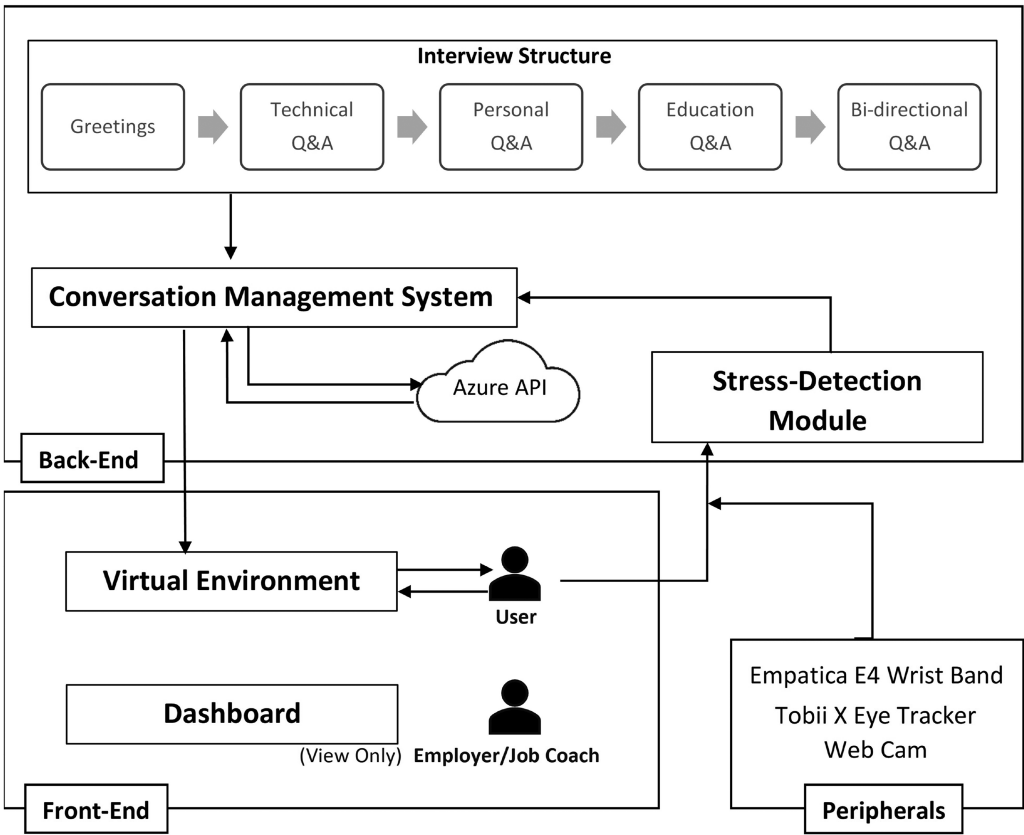 Interview Structure
Greetings
Technical
Q&A
Personal
Q&A
Education
Q&A
Bi-directional
Q&A
Conversation Management System
Azure API
Stress-Detection
Module
Back-End
Virtual Environment
User
Dashboard
(View Only) Employer/Job Coach
Front-End
Empatica E4 Wrist Band
Tobii X Eye Tracker
Web Cam
Peripherals